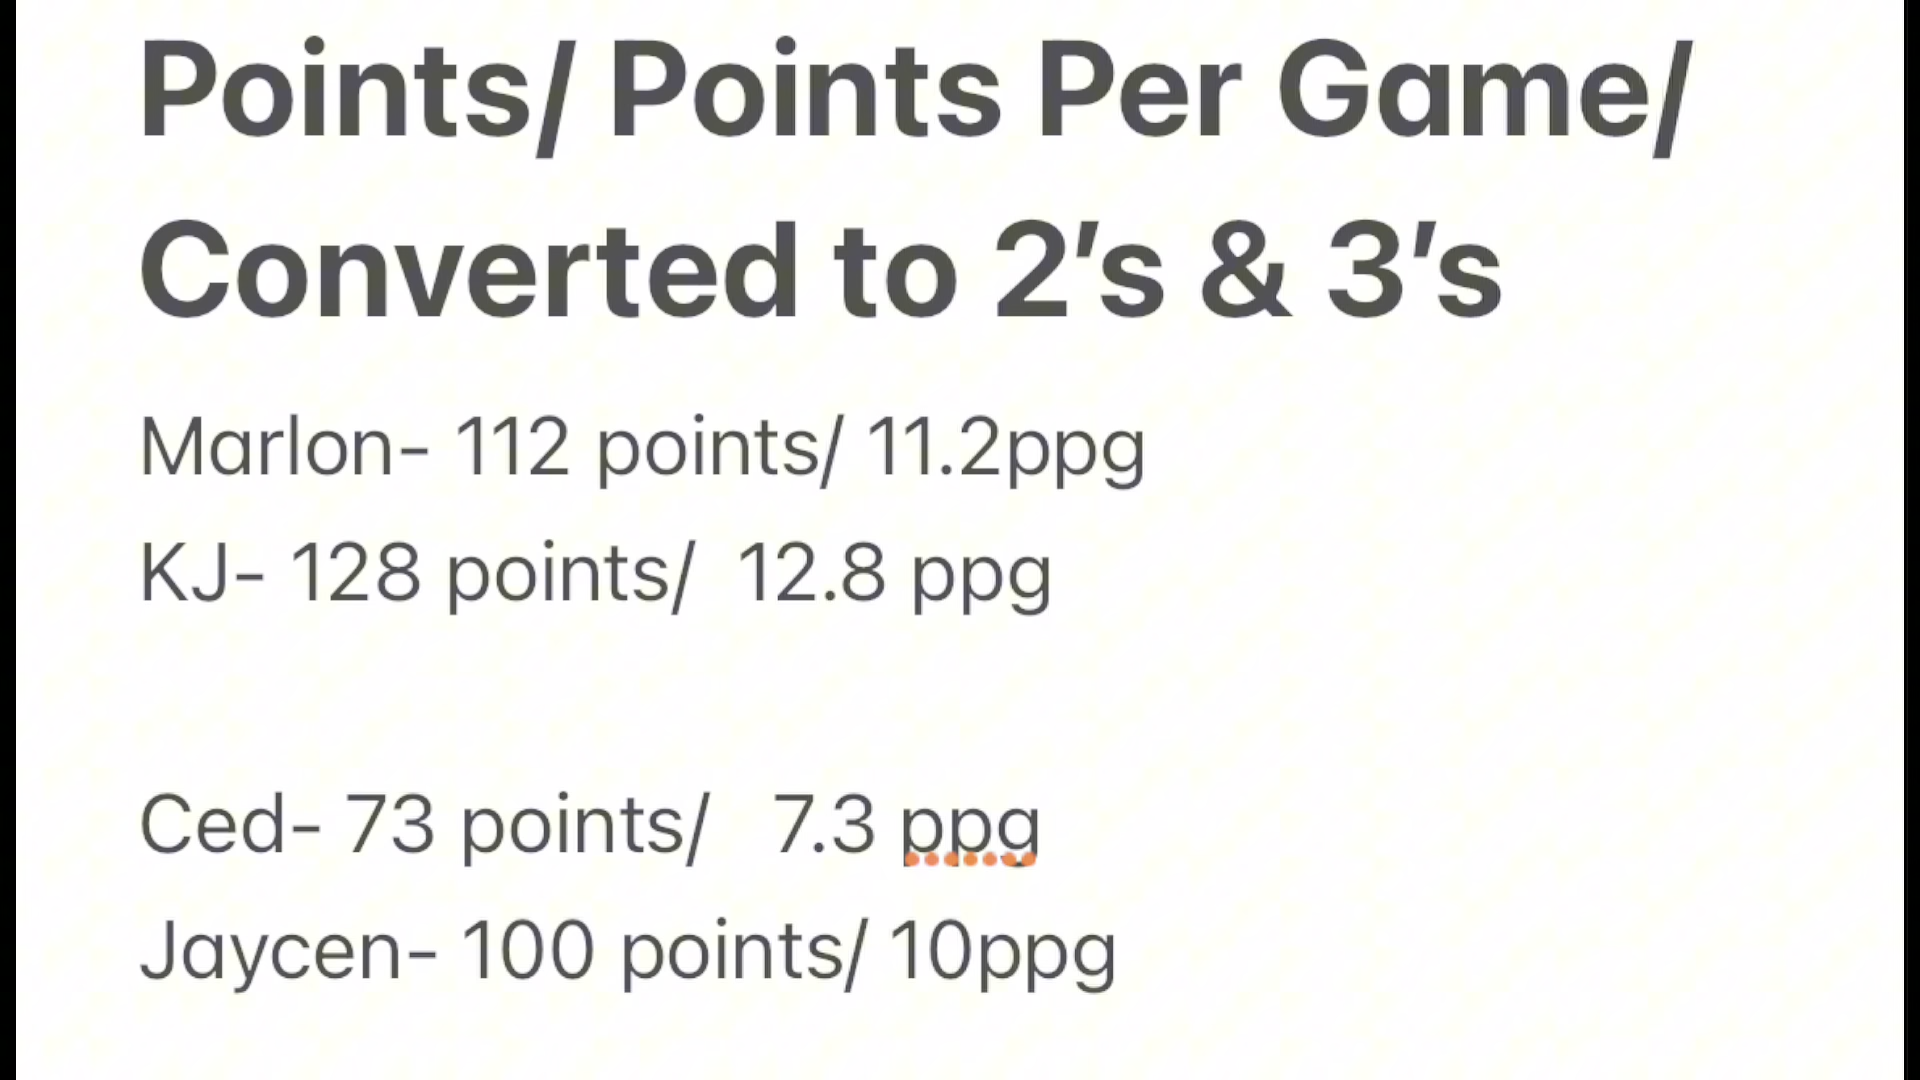 Points/ Points Per Game/
Converted to 2's & 3's
Marlon- 112 points/ 11.2ppg
KJ- 128 points/  12.8 ppg
Ced- 73 points/   7.3 ppg
Jaycen- 100 points/ 10ppg